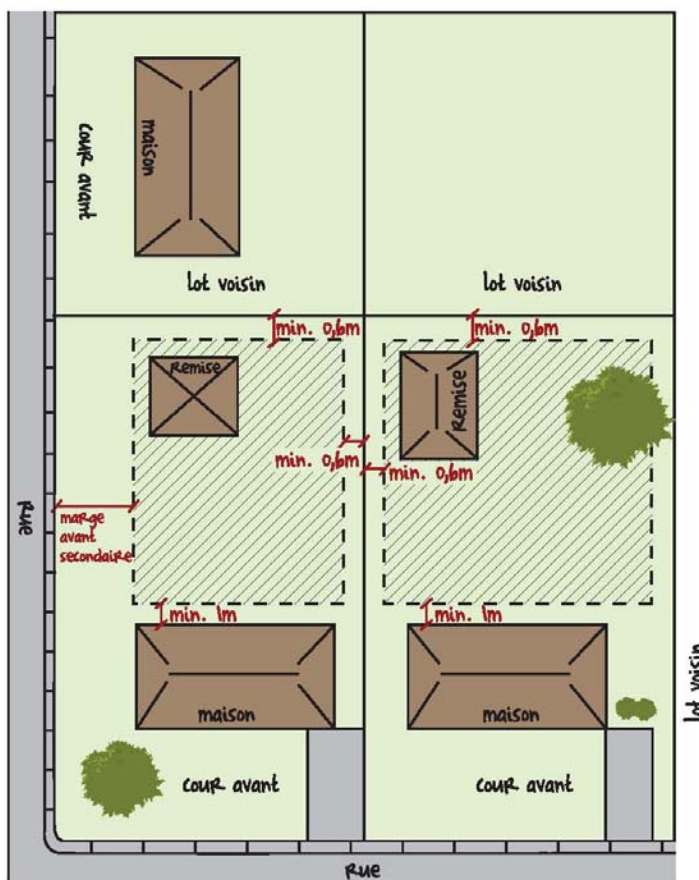 cour avant
maison
lot voisin
lot voisin
min. 0,6m
min. 0,6m
Remise
Remise
min. 0,6m
min. 0,6m
Rue
marge
avant
secondaire
min. 1m
min. 1m
lot voisin
maison
maison
cour avant
cour avant
Rue